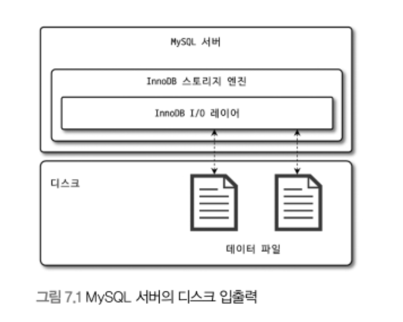 MySQL 서버
InnoDB 스토리지 엔진
InnoDB I/O 레이어
디스크
데이터 파일
그림 7.1 MySQL 서버의 디스크 입출력